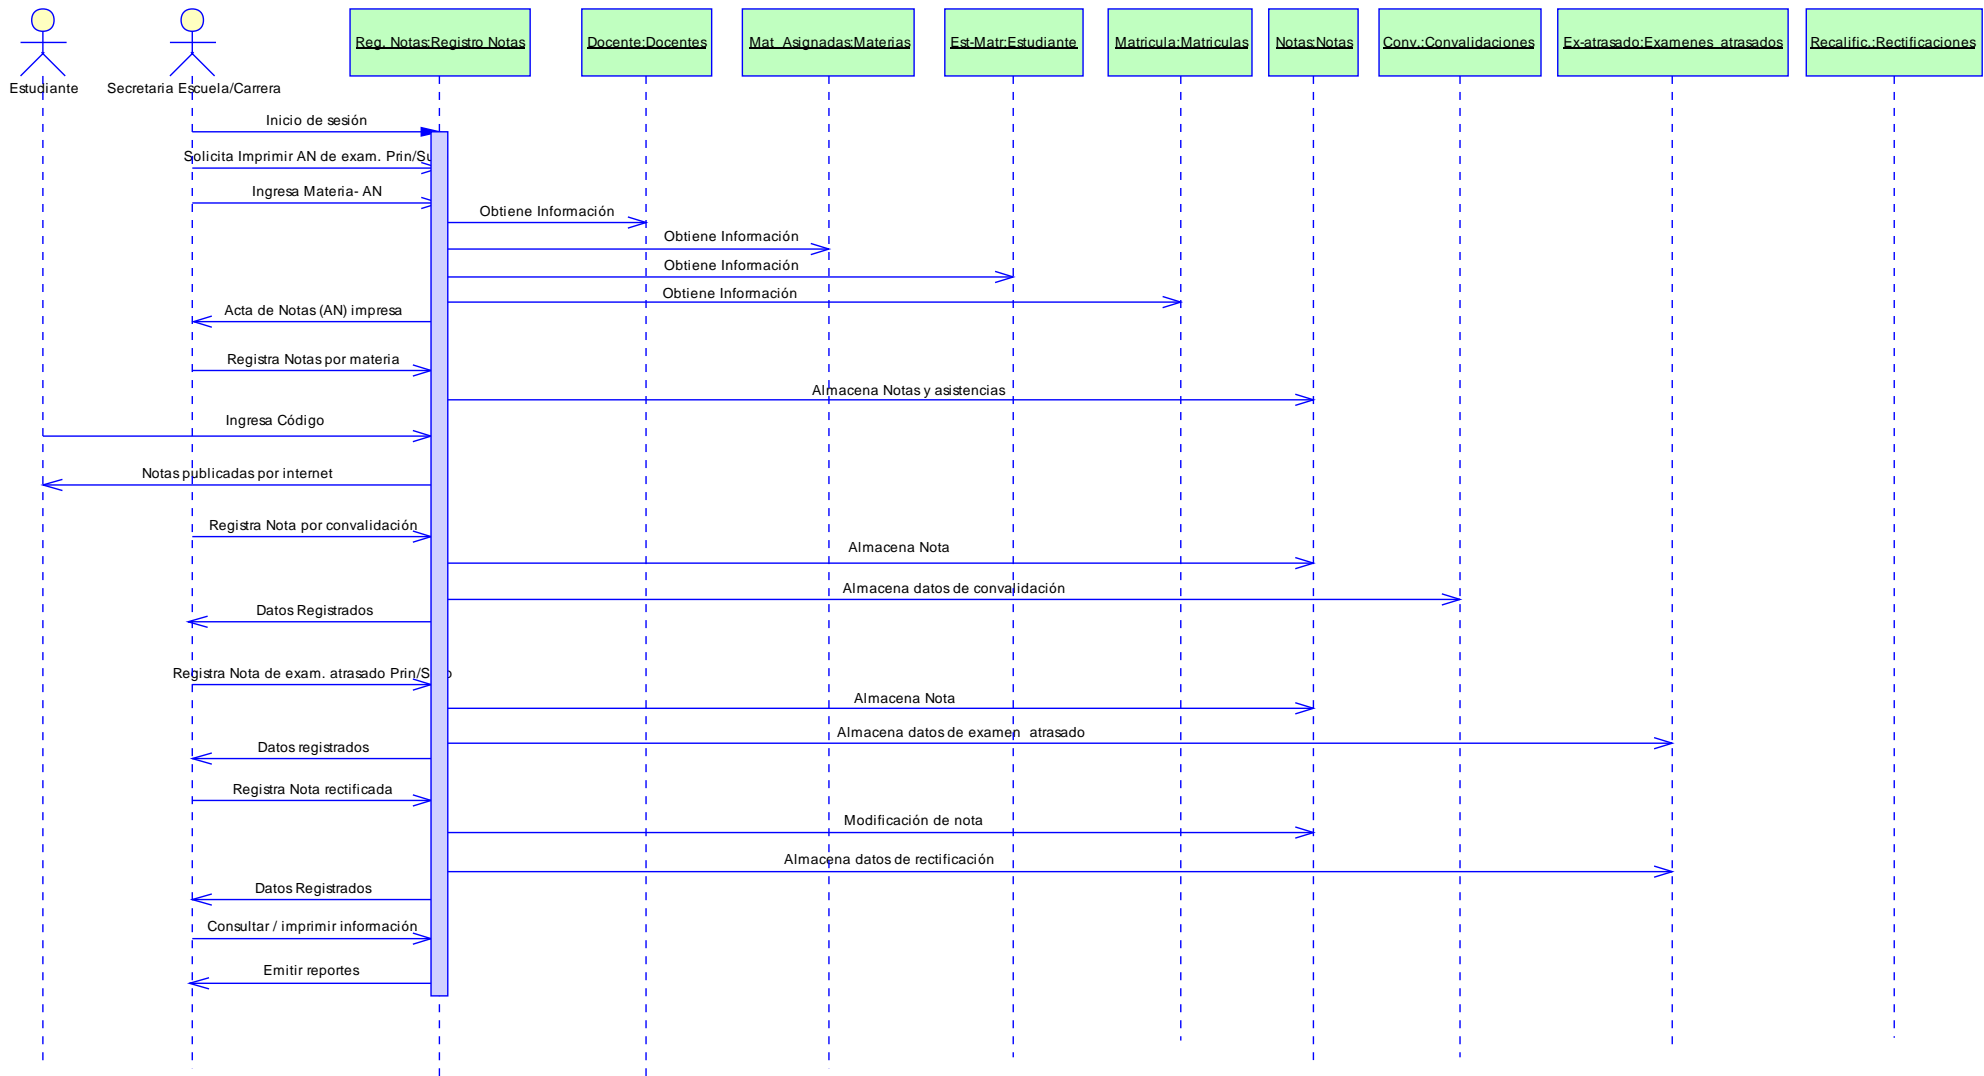 Reg. Notas:Registro Notas
Docente:Docentes
Mat_Asignadas:Materias
Est-Matr:Estudiante
Matricula:Matriculas
Notas:Notas
Conv.:Convalidaciones
Ex-atrasado:Examenes_atrasados
Recalific.:Rectificaciones
Estudiante
Secretaria Escuela/Carrera
Inicio de sesión
Solicita Imprimir AN de exam. Prin/Su
Ingresa Materia- AN
Obtiene Información
Obtiene Información
Obtiene Información
Obtiene Información
Acta de Notas (AN) impresa
Registra Notas por materia
Almacena Notas y asistencias
Ingresa Código
Notas publicadas por internet
Registra Nota por convalidación
Almacena Nota
Almacena datos de convalidación
Datos Registrados
Registra Nota de exam. atrasado
Almacena Nota
Almacena datos de examen atrasado
Datos registrados
Registra Nota rectificada
Modificación de nota
Almacena datos de rectificación
Datos Registrados
Consultar / imprimir información
Emitir reportes